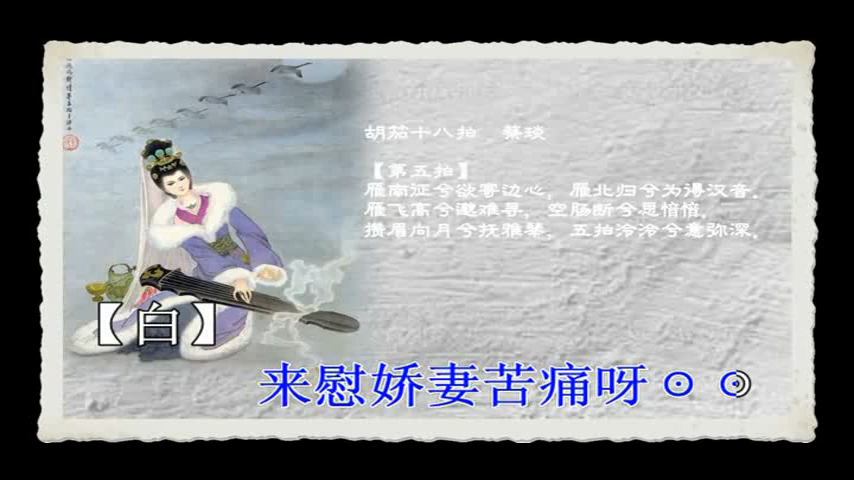 胡笳十八拍 蔡琰
【第五拍】
雁南征兮欲寄边心，雁北归兮为得汉音．
雁飞高兮邈难寻，空肠断兮思愔愔．
攒眉向月兮抚雅琴，五拍泠泠兮意弥深．
【白】
来慰娇妻苦痛呀⊙⊙